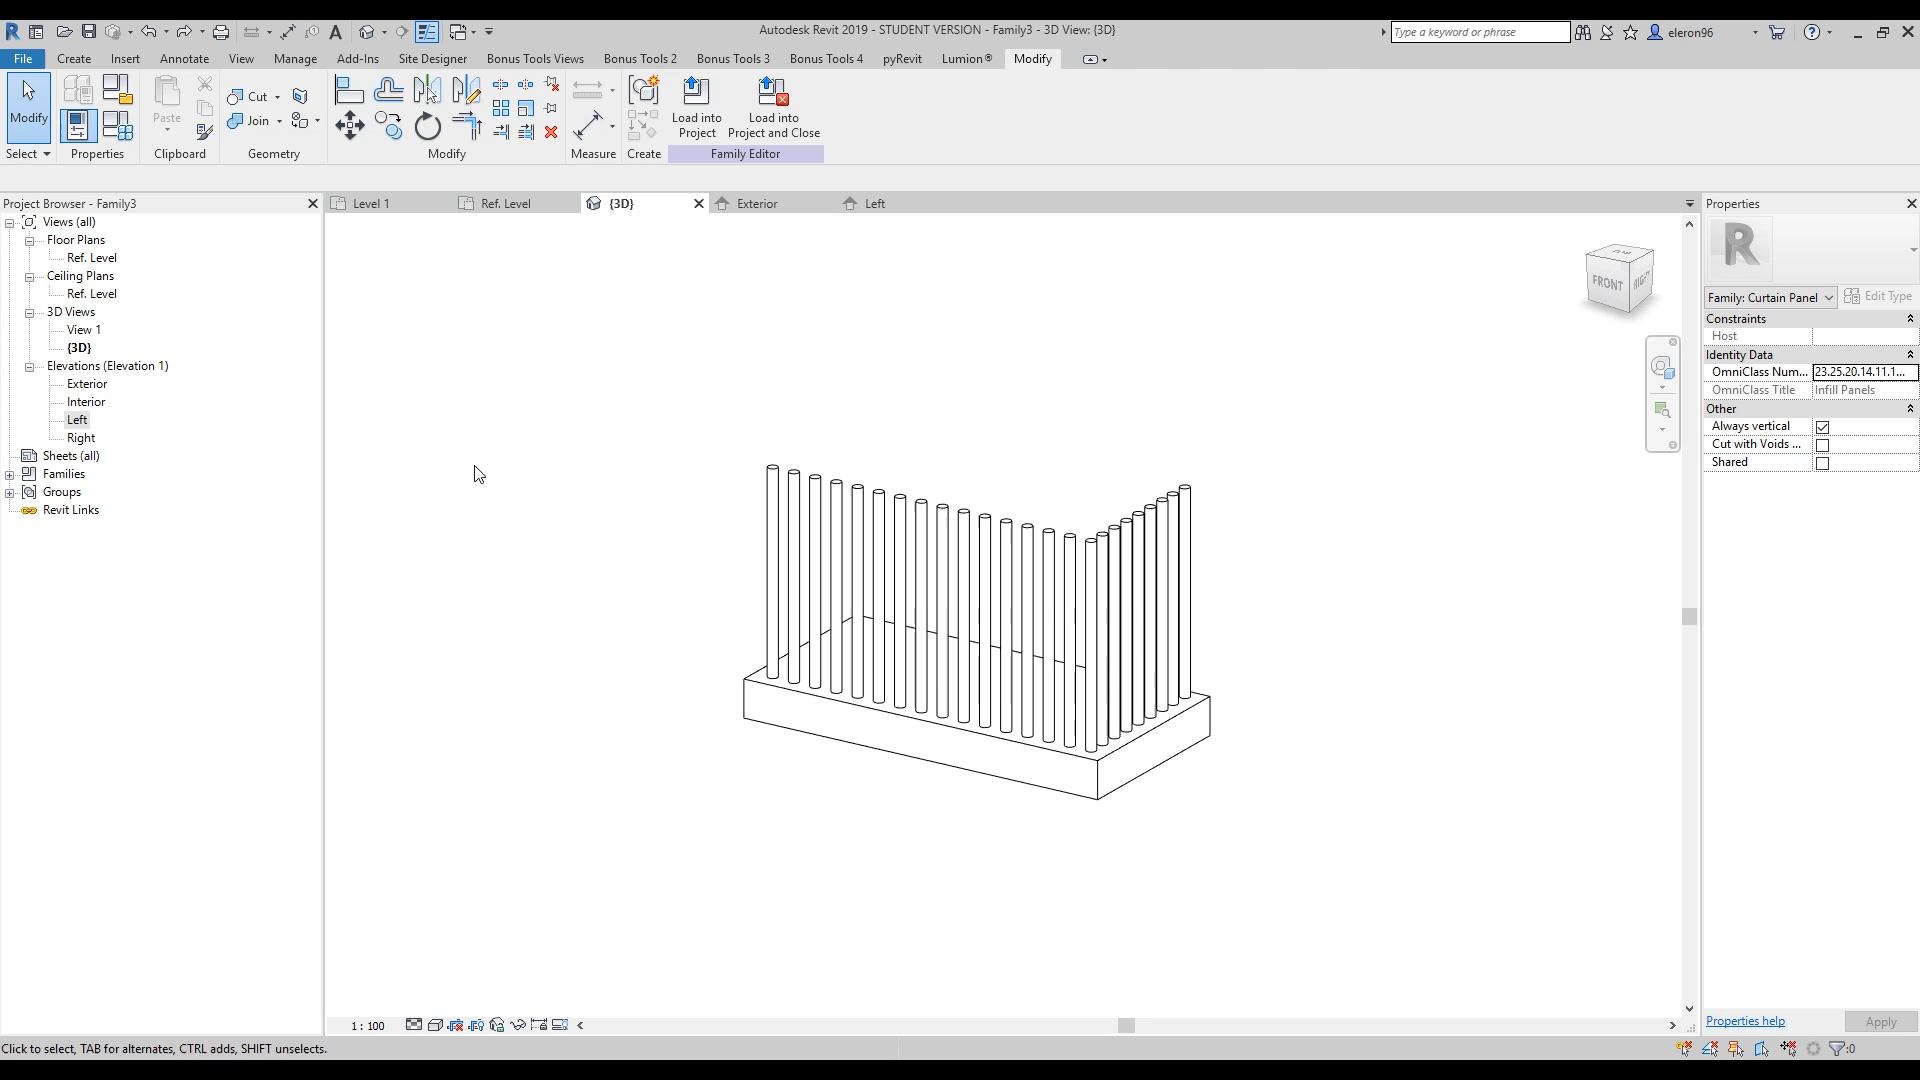 Autodesk Revit 2019 - STUDENT VERSION - Family3 - 3D View: {3D}
Type a keyword or phrase
eleron96
File Create Insert Annotate View Manage Add-Ins Site Designer Bonus Tools Views Bonus Tools 2 Bonus Tools 3 Bonus Tools 4 pyRevit Lumion® Modify
Modify
Paste
Cut
Join
Load into Project
Load into Project and Close
Select Properties Clipboard Geometry Modify Measure Create Family Editor
Project Browser - Family3
Level 1
Ref. Level
{3D}
Exterior
Left
Views (all)
Floor Plans
Ref. Level
Ceiling Plans
Ref. Level
3D Views
View 1
{3D}
Elevations (Elevation 1)
Exterior
Interior
Left
Right
Sheets (all)
Families
Groups
Revit Links
FRONT
RIGHT
Properties
Family: Curtain Panel
Edit Type
Constraints
Host
Identity Data
OmniClass Num... 23.25.20.14.11.1...
OmniClass Title Infill Panels
Other
Always vertical
Cut with Voids ...
Shared
Properties help
Apply
1 : 100
Click to select, TAB for alternates, CTRL adds, SHIFT unselects.
:0